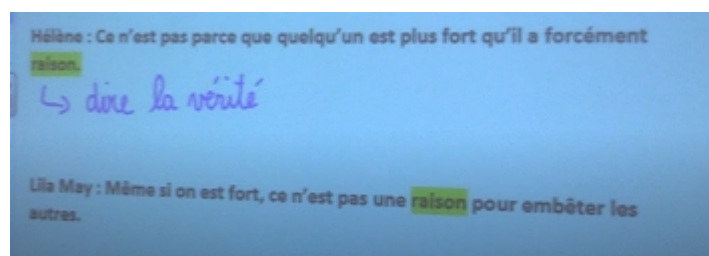 Hélène : Ce n'est pas parce que quelqu'un est plus fort qu'il a forcément
raison.
↳ dire la vérité
Lila May : Même si on est fort, ce n'est pas une raison pour embêter les
autres.